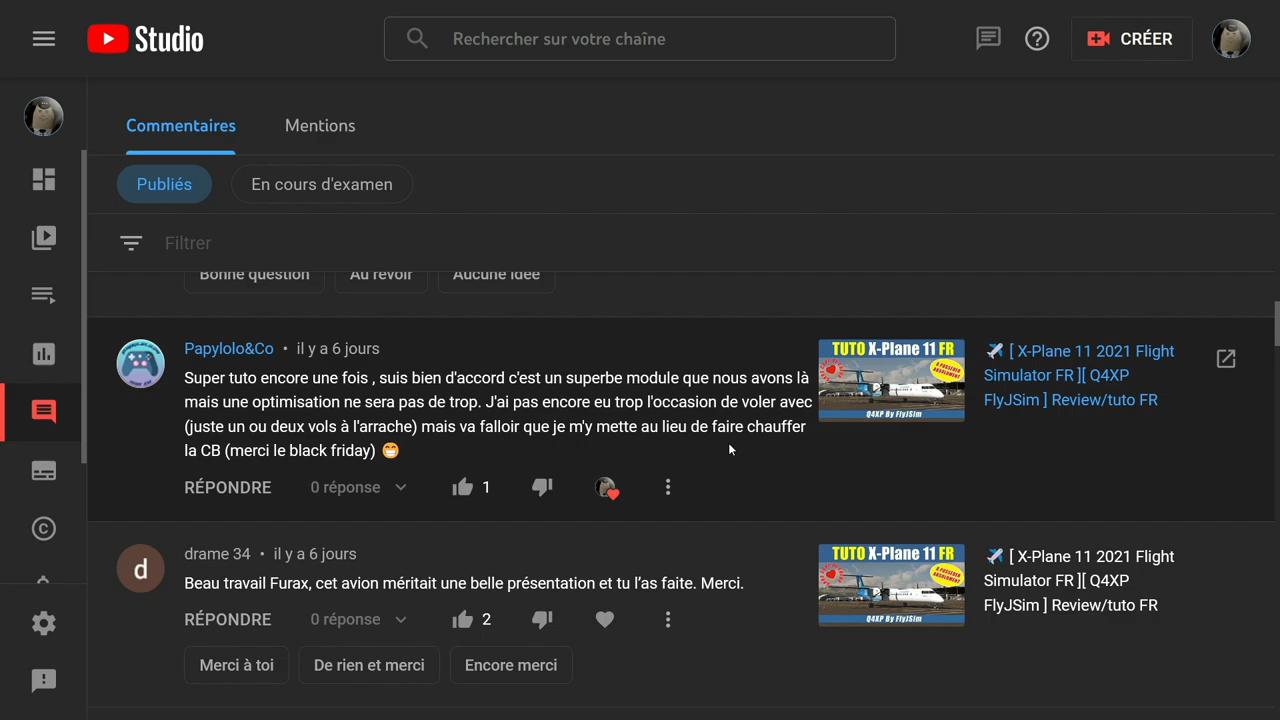 Studio
Rechercher sur votre chaîne
CRÉER
Commentaires
Mentions
Publiés
En cours d'examen
Filtrer
Bonne question
Au revoir
Aucune idée
Papylolo&Co • il y a 6 jours
Super tuto encore une fois , suis bien d'accord c'est un superbe module que nous avons là
mais une optimisation ne sera pas de trop. J'ai pas encore eu trop l'occasion de voler avec
(juste un ou deux vols à l'arrache) mais va falloir que je m'y mette au lieu de faire chauffer
la CB (merci le black friday) 😁
RÉPONDRE
0 réponse
1
TUTO X-Plane 11 FR
A POSSEDER
ABSOLUMENT
Q4XP By FlyJSim
✈️ [ X-Plane 11 2021 Flight
Simulator FR ][ Q4XP
FlyJSim ] Review/tuto FR
d
drame 34 • il y a 6 jours
Beau travail Furax, cet avion méritait une belle présentation et tu l'as faite. Merci.
RÉPONDRE
0 réponse
2
Merci à toi
De rien et merci
Encore merci
TUTO X-Plane 11 FR
A POSSEDER
ABSOLUMENT
Q4XP By FlyJSim
✈️ [ X-Plane 11 2021 Flight
Simulator FR ][ Q4XP
FlyJSim ] Review/tuto FR